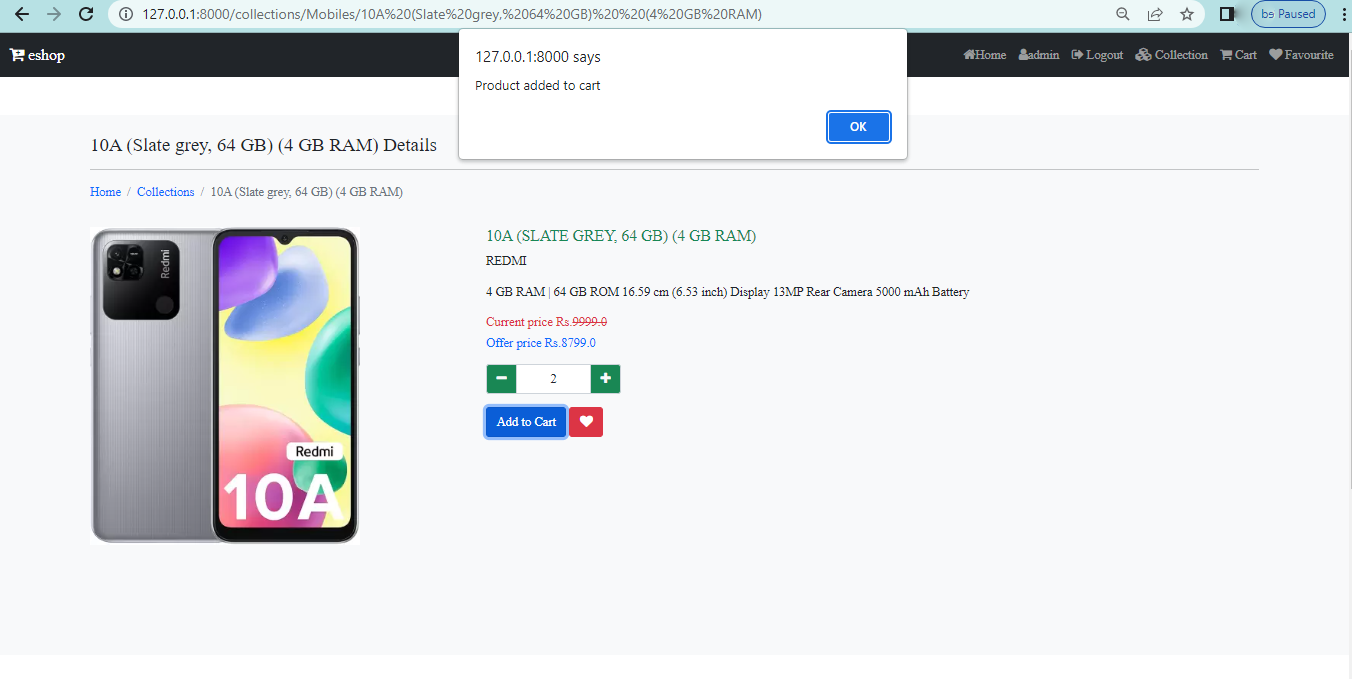 127.0.0.1:8000/collections/Mobiles/10A%20(Slate%20grey,%2064%20GB)%20%20(4%20GB%20RAM)
Paused
eshop
Home admin Logout Collection Cart Favourite
127.0.0.1:8000 says
Product added to cart
OK
10A (Slate grey, 64 GB) (4 GB RAM) Details
Home / Collections / 10A (Slate grey, 64 GB) (4 GB RAM)
10A (SLATE GREY, 64 GB) (4 GB RAM)
REDMI
4 GB RAM | 64 GB ROM 16.59 cm (6.53 inch) Display 13MP Rear Camera 5000 mAh Battery
Current price Rs.9999.0
Offer price Rs.8799.0
2
Add to Cart
Redmi
Redmi
10A